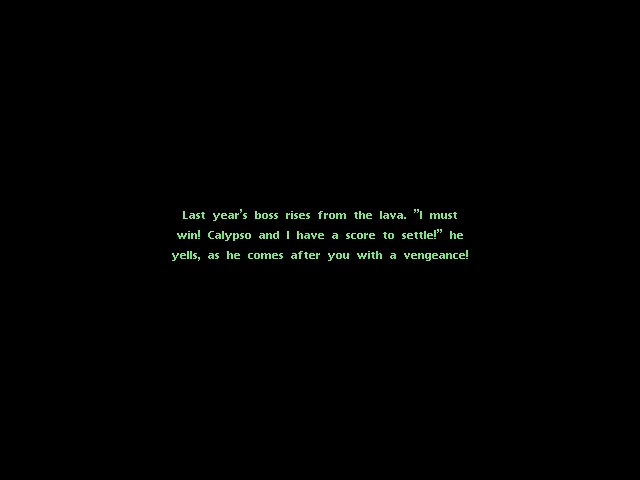 Last year's boss rises from the lava. "I must
win! Calypso and I have a score to settle!" he
yells, as he comes after you with a vengeance!